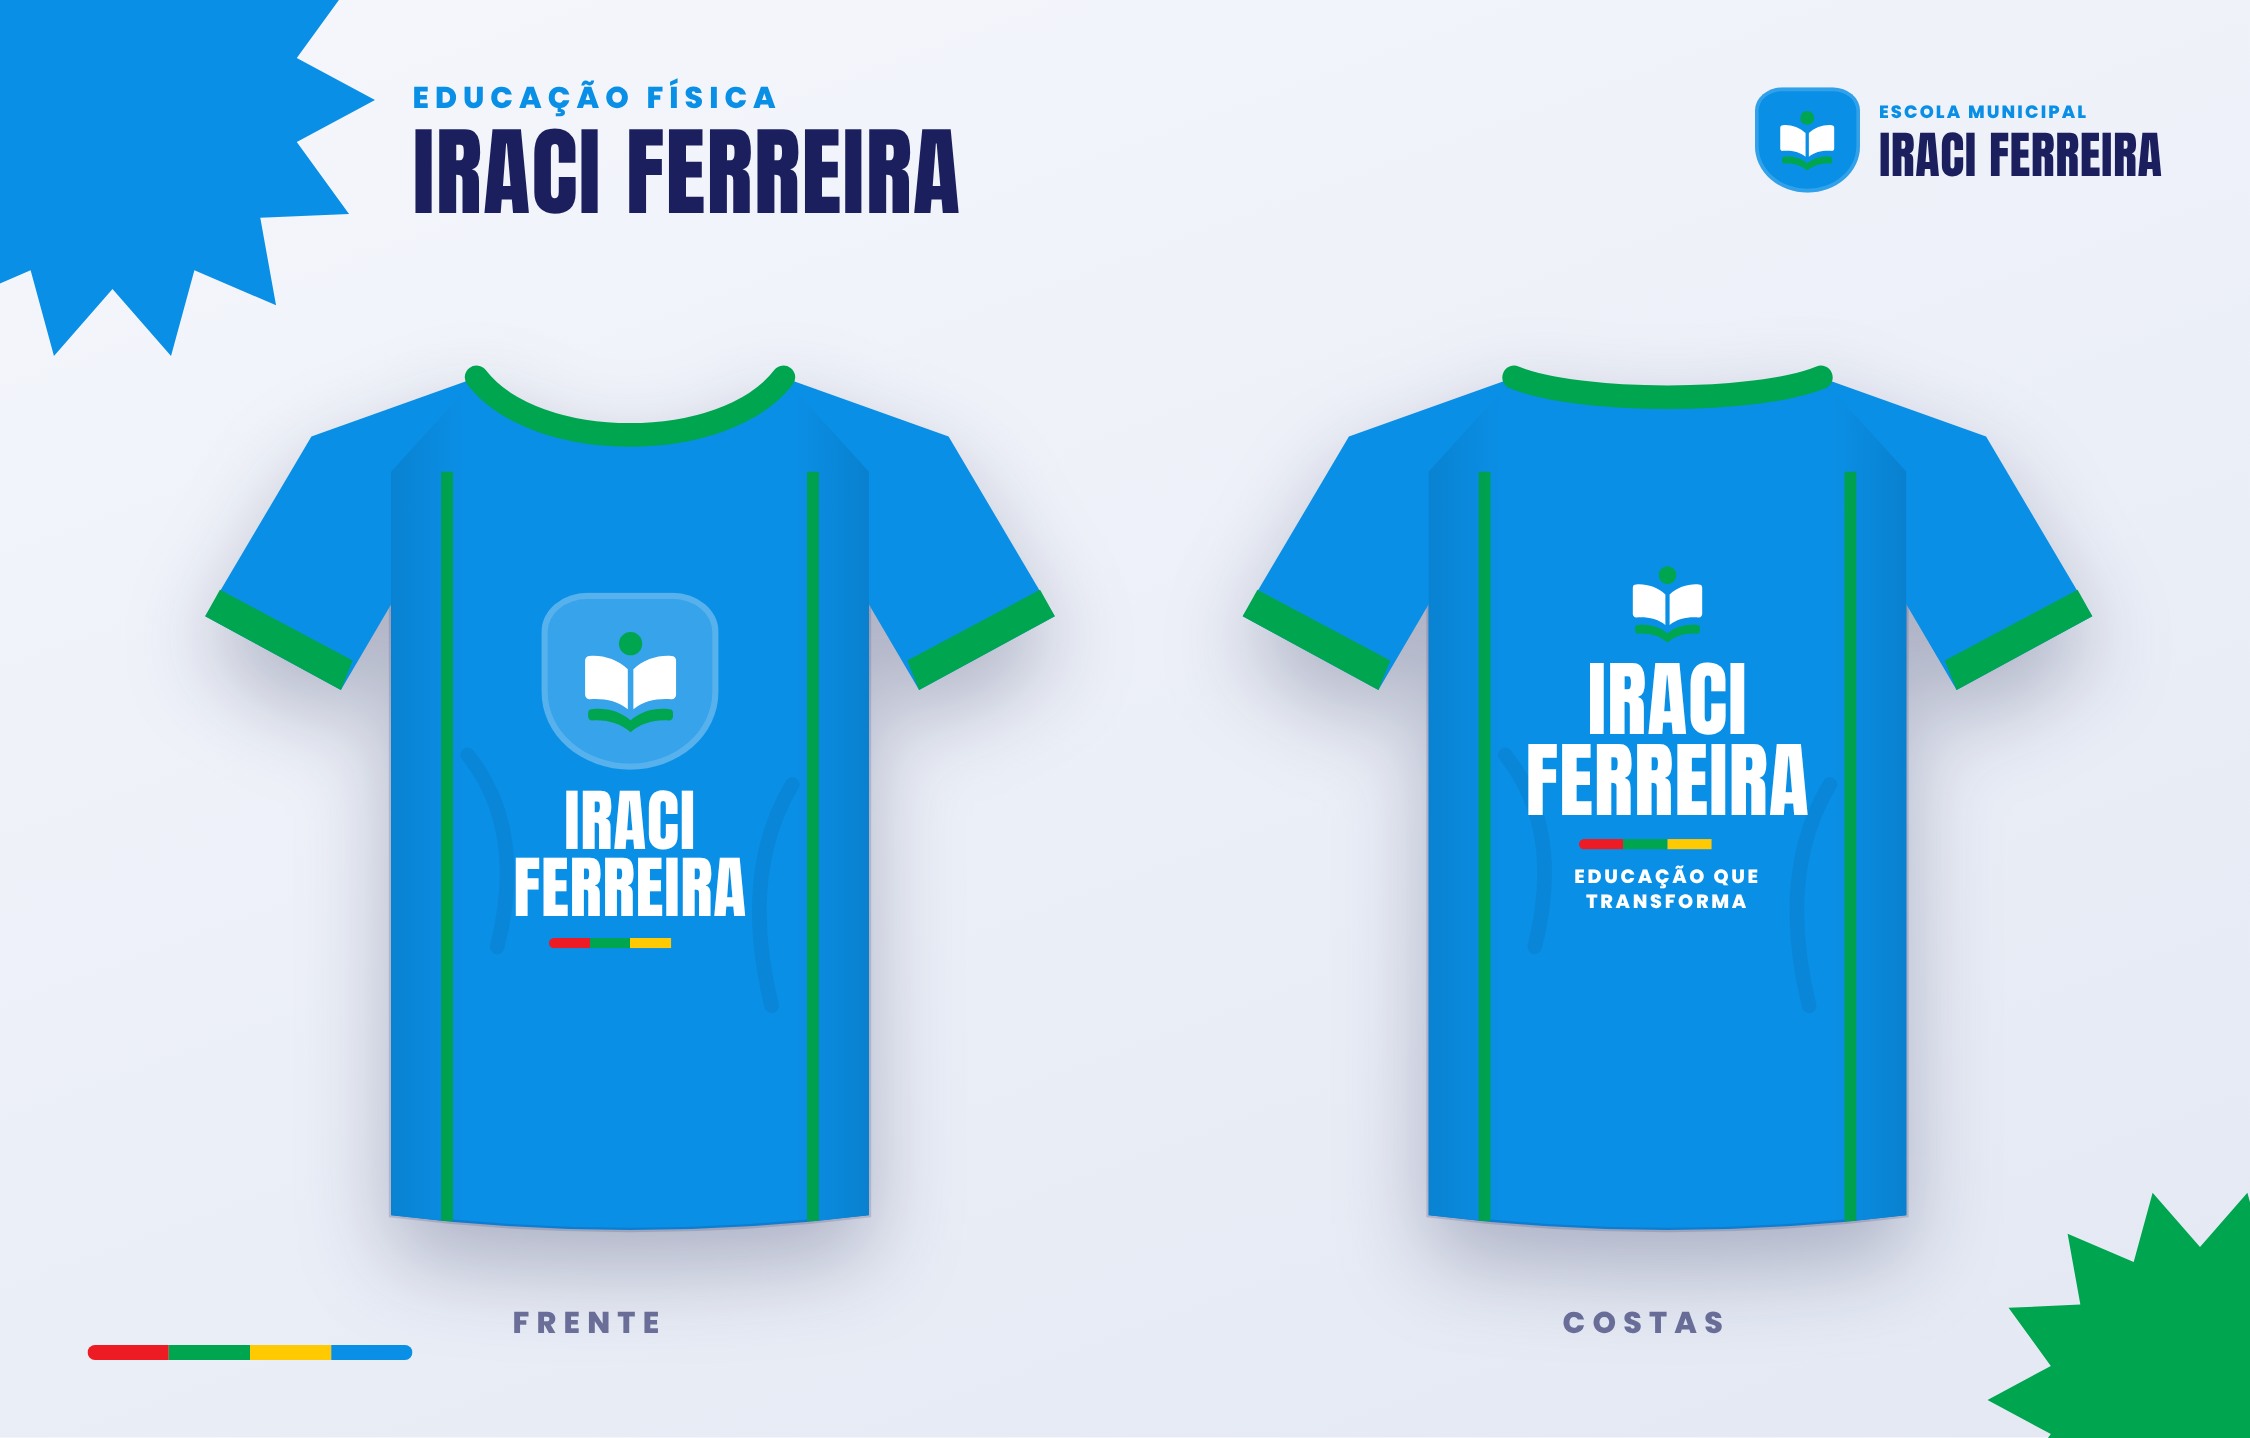 EDUCAÇÃO FÍSICA
IRACI FERREIRA
ESCOLA MUNICIPAL
IRACI FERREIRA
IRACI
FERREIRA
IRACI
FERREIRA
EDUCAÇÃO QUE
TRANSFORMA
FRENTE
COSTAS